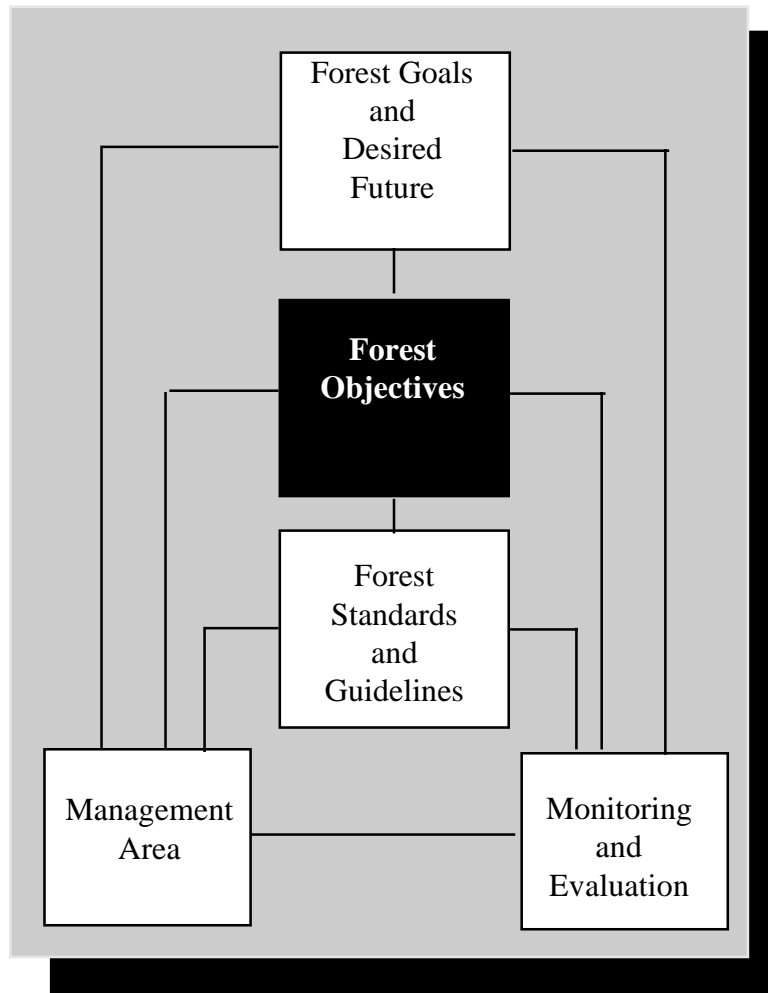 Forest Goals
and
Desired
Future
Forest
Objectives
Forest
Standards
and
Guidelines
Management
Area
Monitoring
and
Evaluation